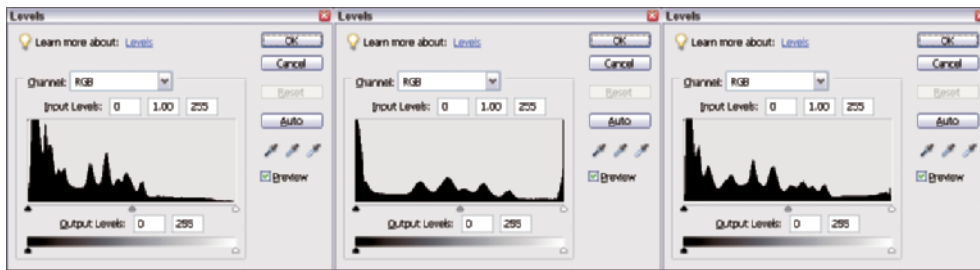 Levels
Learn more about: Levels
OK
Cancel
Channel: RGB
Reset
Input Levels: 0 1.00 255
Auto
Preview
Output Levels: 0 255
Levels
Learn more about: Levels
OK
Cancel
Channel: RGB
Reset
Input Levels: 0 1.00 255
Auto
Preview
Output Levels: 0 255
Levels
Learn more about: Levels
OK
Cancel
Channel: RGB
Reset
Input Levels: 0 1.00 255
Auto
Preview
Output Levels: 0 255